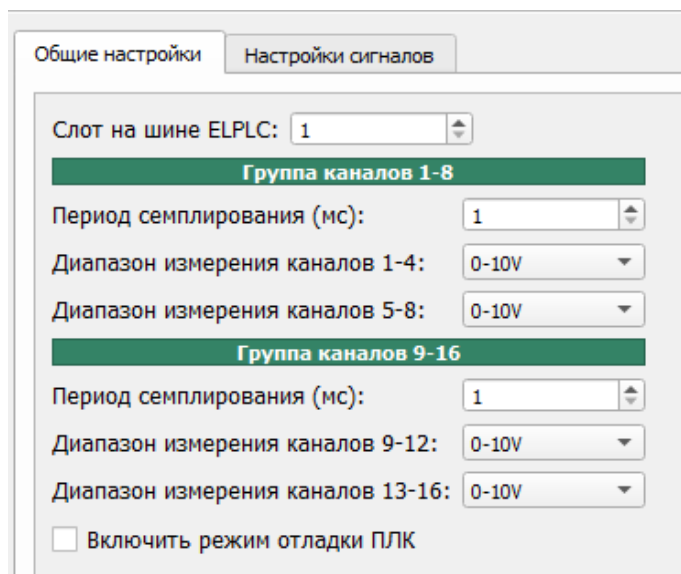 Общие настройки Настройки сигналов
Слот на шине ELPLC: 1
Группа каналов 1-8
Период семплирования (мс): 1
Диапазон измерения каналов 1-4: 0-10V
Диапазон измерения каналов 5-8: 0-10V
Группа каналов 9-16
Период семплирования (мс): 1
Диапазон измерения каналов 9-12: 0-10V
Диапазон измерения каналов 13-16: 0-10V
Включить режим отладки ПЛК